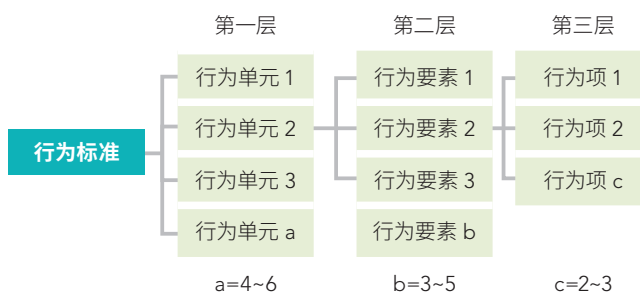 第一层 第二层 第三层
行为单元 1 行为要素 1 行为项 1
行为单元 2 行为要素 2 行为项 2
行为标准
行为单元 3 行为要素 3 行为项 c
行为单元 a 行为要素 b
a=4~6 b=3~5 c=2~3